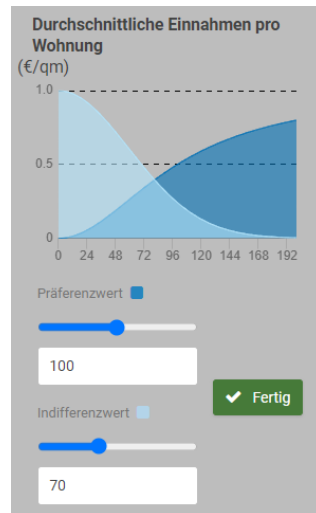 Durchschnittliche Einnahmen pro
Wohnung
(€/qm)
1.0
0.5
0
0 24 48 72 96 120 144 168 192
Präferenzwert
100
Fertig
Indifferenzwert
70